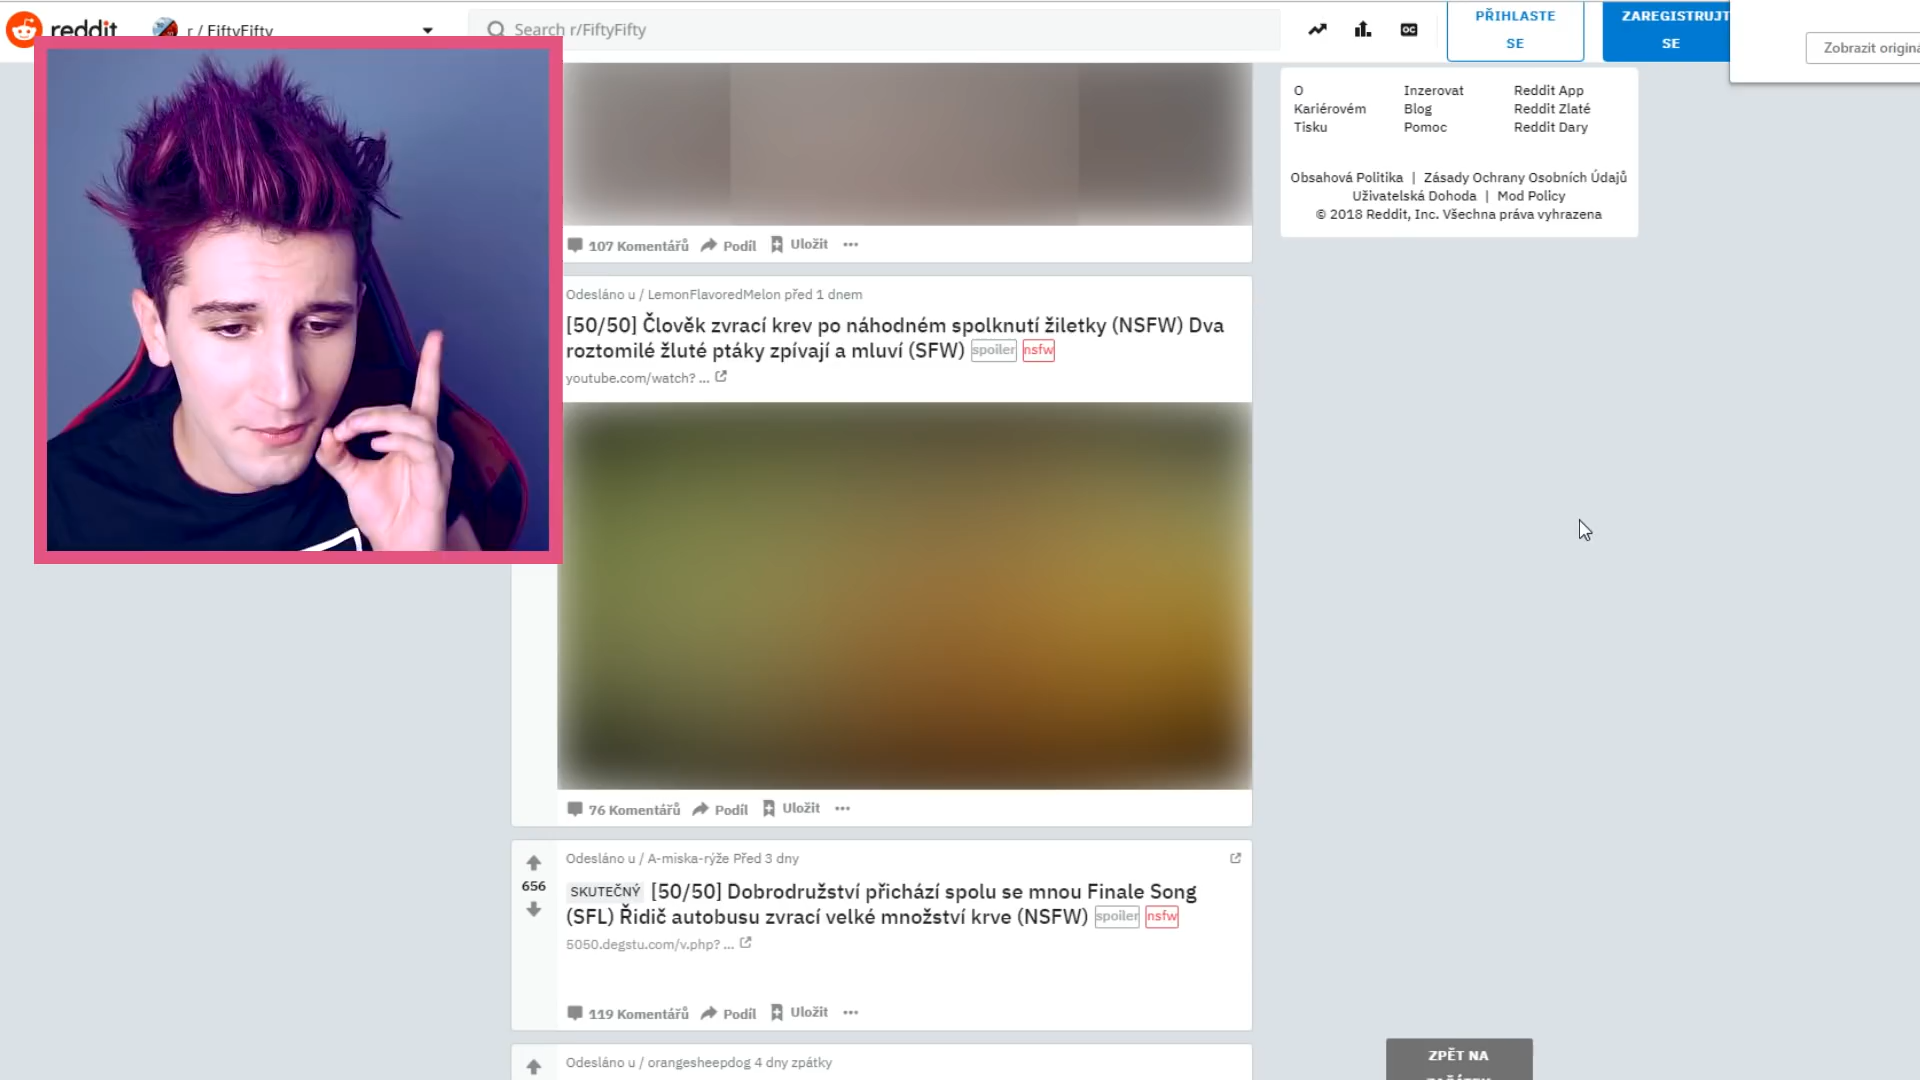 reddit
r / FiftyFifty
Search r/FiftyFifty
PŘIHLASTE
SE
ZAREGISTRUJT
SE
Zobrazit originá
O
Inzerovat
Reddit App
Kariérovém
Blog
Reddit Zlaté
Tisku
Pomoc
Reddit Dary
Obsahová Politika | Zásady Ochrany Osobních Údajů
Uživatelská Dohoda | Mod Policy
© 2018 Reddit, Inc. Všechna práva vyhrazena
107 Komentářů Podíl Uložit
Odesláno u / LemonFlavoredMelon před 1 dnem
[50/50] Člověk zvrací krev po náhodném spolknutí žiletky (NSFW) Dva
roztomilé žluté ptáky zpívají a mluví (SFW) spoiler nsfw
youtube.com/watch? ...
76 Komentářů Podíl Uložit
Odesláno u / A-miska-rýže Před 3 dny
656
SKUTEČNÝ [50/50] Dobrodružství přichází spolu se mnou Finale Song
(SFL) Řidič autobusu zvrací velké množství krve (NSFW) spoiler nsfw
5050.degstu.com/v.php? ...
119 Komentářů Podíl Uložit
Odesláno u / orangesheepdog 4 dny zpátky
ZPĚT NA